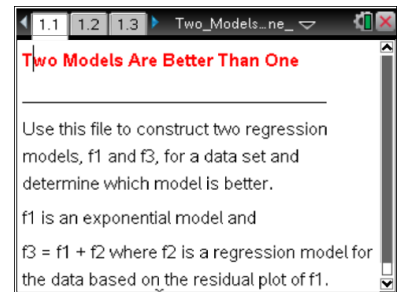 1.1 1.2 1.3 Two_Models…ne_
Two Models Are Better Than One
Use this file to construct two regression
models, f1 and f3, for a data set and
determine which model is better.
f1 is an exponential model and
f3 = f1 + f2 where f2 is a regression model for
the data based on the residual plot of f1.